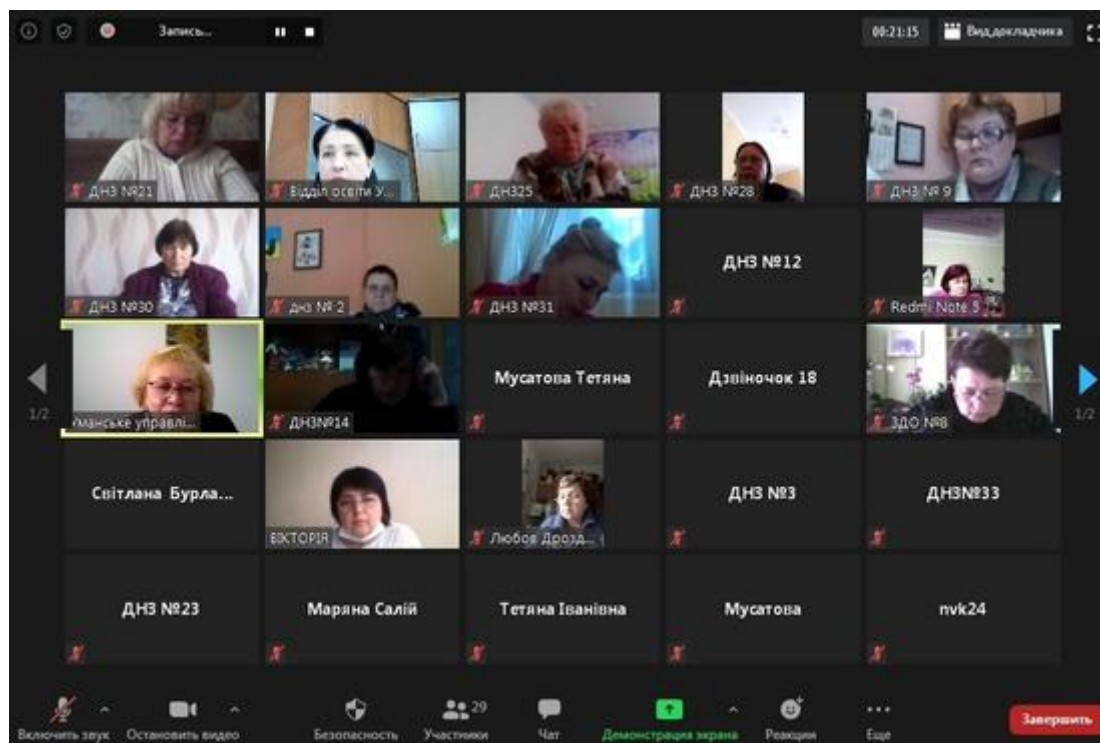 Запись...
00:21:15
Вид докладчика
ДНЗ №21
Відділ освіти У...
ДНЗ25
ДНЗ №28
ДНЗ № 9
ДНЗ №30
днз № 2
ДНЗ №31
ДНЗ №12
Redmi Note 5
Уманське управлі...
ДНЗ№14
Мусатова Тетяна
Дзвіночок 18
ЗДО №8
1/2
1/2
Світлана Бурла...
ВІКТОРІЯ
Любов Дрозд...
ДНЗ №3
ДНЗ№33
ДНЗ №23
Маряна Салій
Тетяна Іванівна
Мусатова
nvk24
29
Включить звук
Остановить видео
Безопасность
Участники
Чат
Демонстрация экрана
Реакции
Еще
Завершить